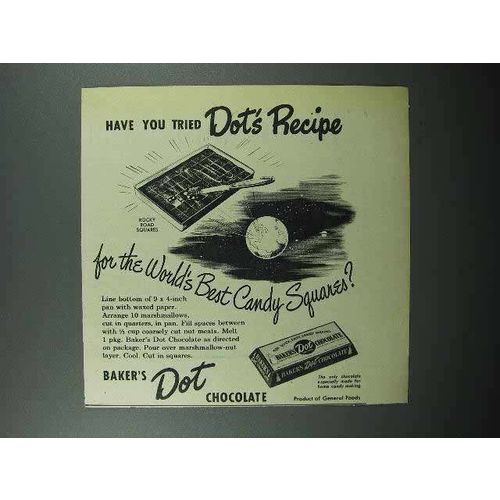 HAVE YOU TRIED Dot's Recipe
ROCKY
ROAD
SQUARES
for the World's Best Candy Squares?
Line bottom of 9 x 4-inch
pan with waxed paper.
Arrange 10 marshmallows,
cut in quarters, in pan. Fill spaces between
with ½ cup coarsely cut nut meats. Melt
1 pkg. Baker's Dot Chocolate as directed
on package. Pour over marshmallow-nut
layer. Cool. Cut in squares.
BAKER'S Dot CHOCOLATE
BAKER'S Dot CHOCOLATE
The only chocolate
especially made for
home candy making
BAKER'S Dot CHOCOLATE
Product of General Foods